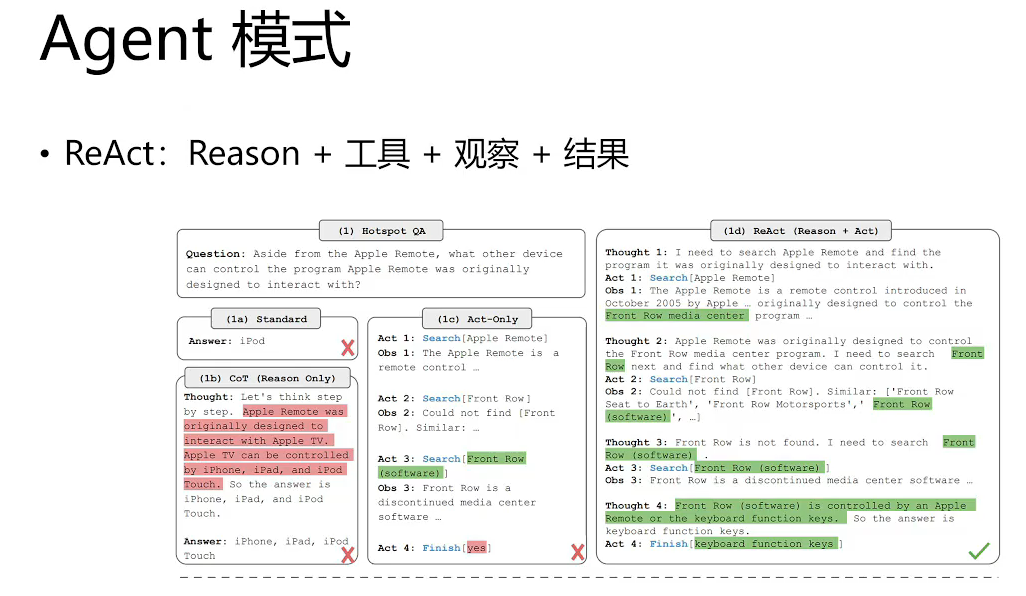 Agent 模式
• ReAct：Reason + 工具 + 观察 + 结果
(1) Hotspot QA
Question: Aside from the Apple Remote, what other device
can control the program Apple Remote was originally
designed to interact with?
(1a) Standard
Answer: iPod
(1b) CoT (Reason Only)
Thought: Let's think step
by step. Apple Remote was
originally designed to
interact with Apple TV.
Apple TV can be controlled
by iPhone, iPad, and iPod
Touch. So the answer is
iPhone, iPad, and iPod
Touch.
Answer: iPhone, iPad, iPod
Touch
(1c) Act-Only
Act 1: Search[Apple Remote]
Obs 1: The Apple Remote is a
remote control …
Act 2: Search[Front Row]
Obs 2: Could not find [Front
Row]. Similar: …
Act 3: Search[Front Row
(software)]
Obs 3: Front Row is a
discontinued media center
software …
Act 4: Finish[yes]
(1d) ReAct (Reason + Act)
Thought 1: I need to search Apple Remote and find the
program it was originally designed to interact with.
Act 1: Search[Apple Remote]
Obs 1: The Apple Remote is a remote control introduced in
October 2005 by Apple … originally designed to control the
Front Row media center program …
Thought 2: Apple Remote was originally designed to control
the Front Row media center program. I need to search Front
Row next and find what other device can control it.
Act 2: Search[Front Row]
Obs 2: Could not find [Front Row]. Similar: ['Front Row
Seat to Earth', 'Front Row Motorsports',' Front Row
(software)', …]
Thought 3: Front Row is not found. I need to search Front
Row (software) .
Act 3: Search[Front Row (software)]
Obs 3: Front Row is a discontinued media center software …
Thought 4: Front Row (software) is controlled by an Apple
Remote or the keyboard function keys. So the answer is
keyboard function keys.
Act 4: Finish[keyboard function keys]